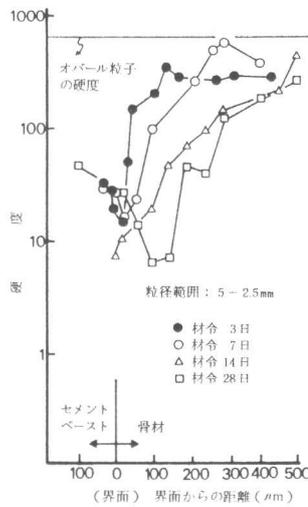 1000
オパール粒子
の硬度
100
硬度
10
1
粒径範囲：5－2.5mm
● 材令 3日
○ 材令 7日
△ 材令 14日
□ 材令 28日
セメント
ペースト
骨材
100 0 100 200 300 400 500
（界面） 界面からの距離（μm）